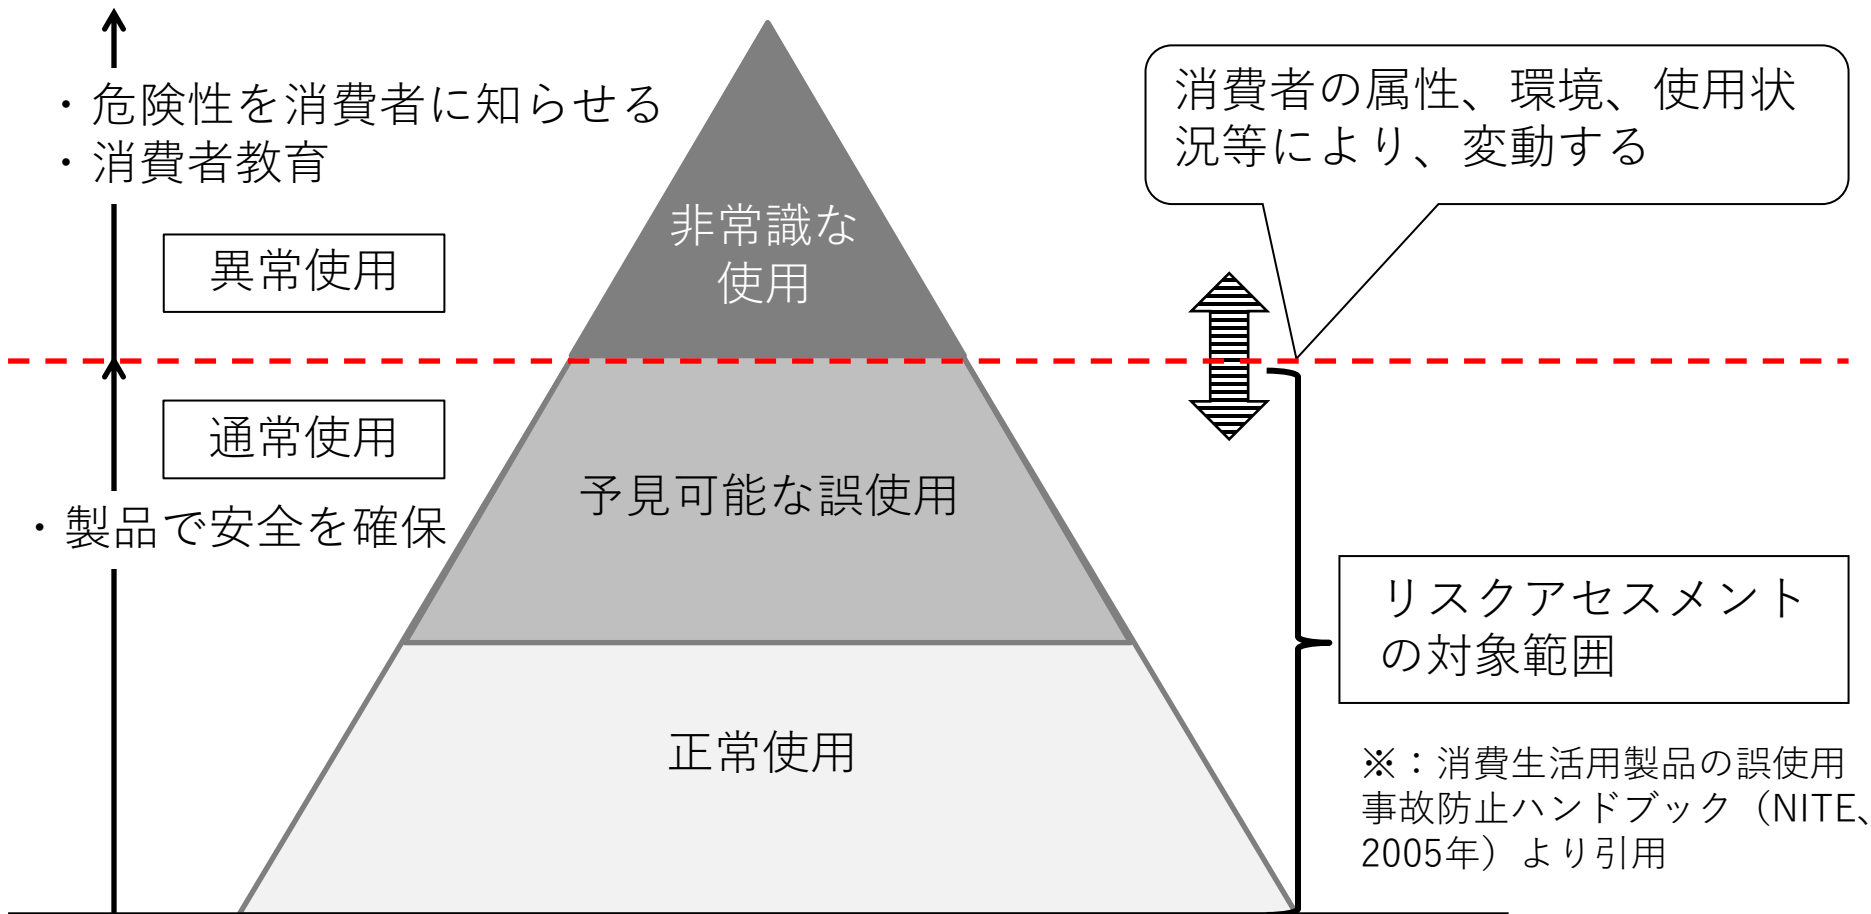 ・危険性を消費者に知らせる
・消費者教育
消費者の属性、環境、使用状
況等により、変動する
非常識な
使用
異常使用
通常使用
・製品で安全を確保
予見可能な誤使用
リスクアセスメント
の対象範囲
正常使用
※：消費生活用製品の誤使用
事故防止ハンドブック（NITE、
2005年）より引用